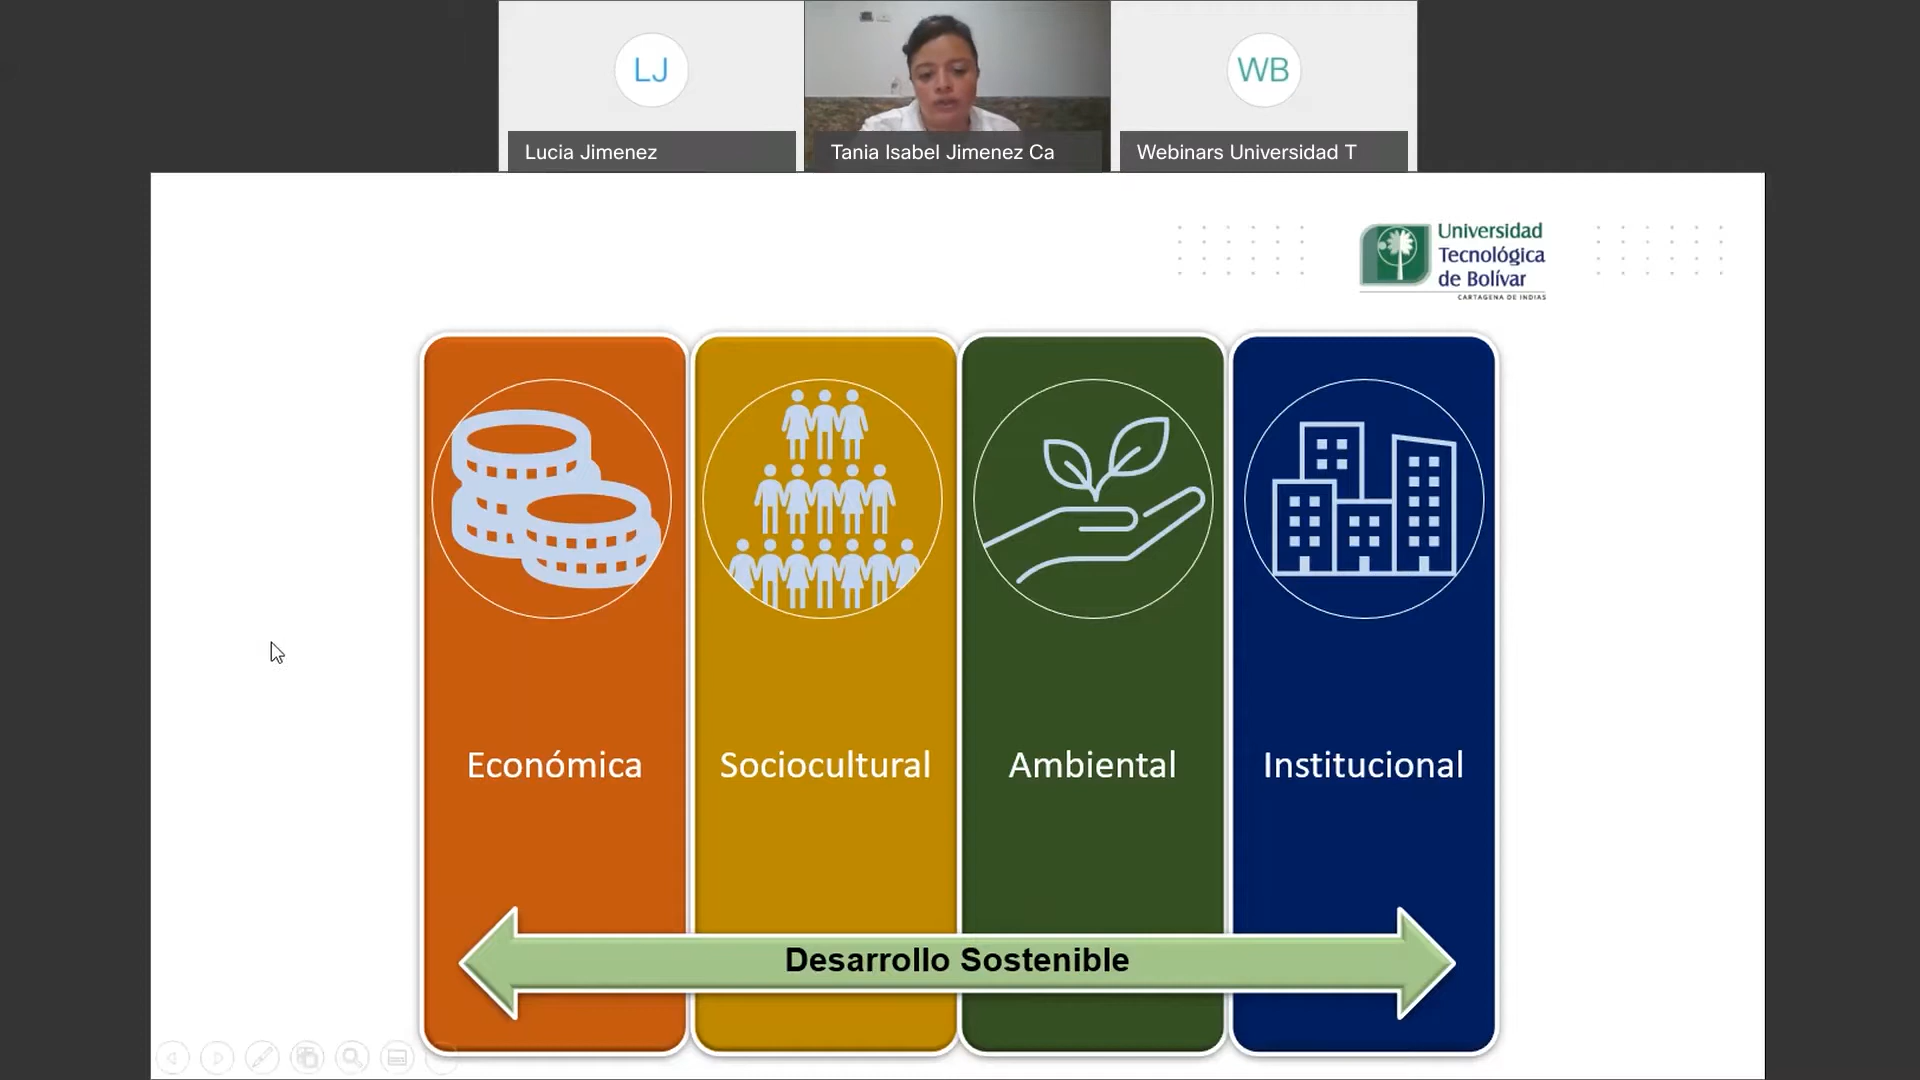 LJ
WB
Lucia Jimenez
Tania Isabel Jimenez Ca
Webinars Universidad T
Universidad
Tecnológica
de Bolívar
CARTAGENA DE INDIAS
Económica
Sociocultural
Ambiental
Institucional
Desarrollo Sostenible